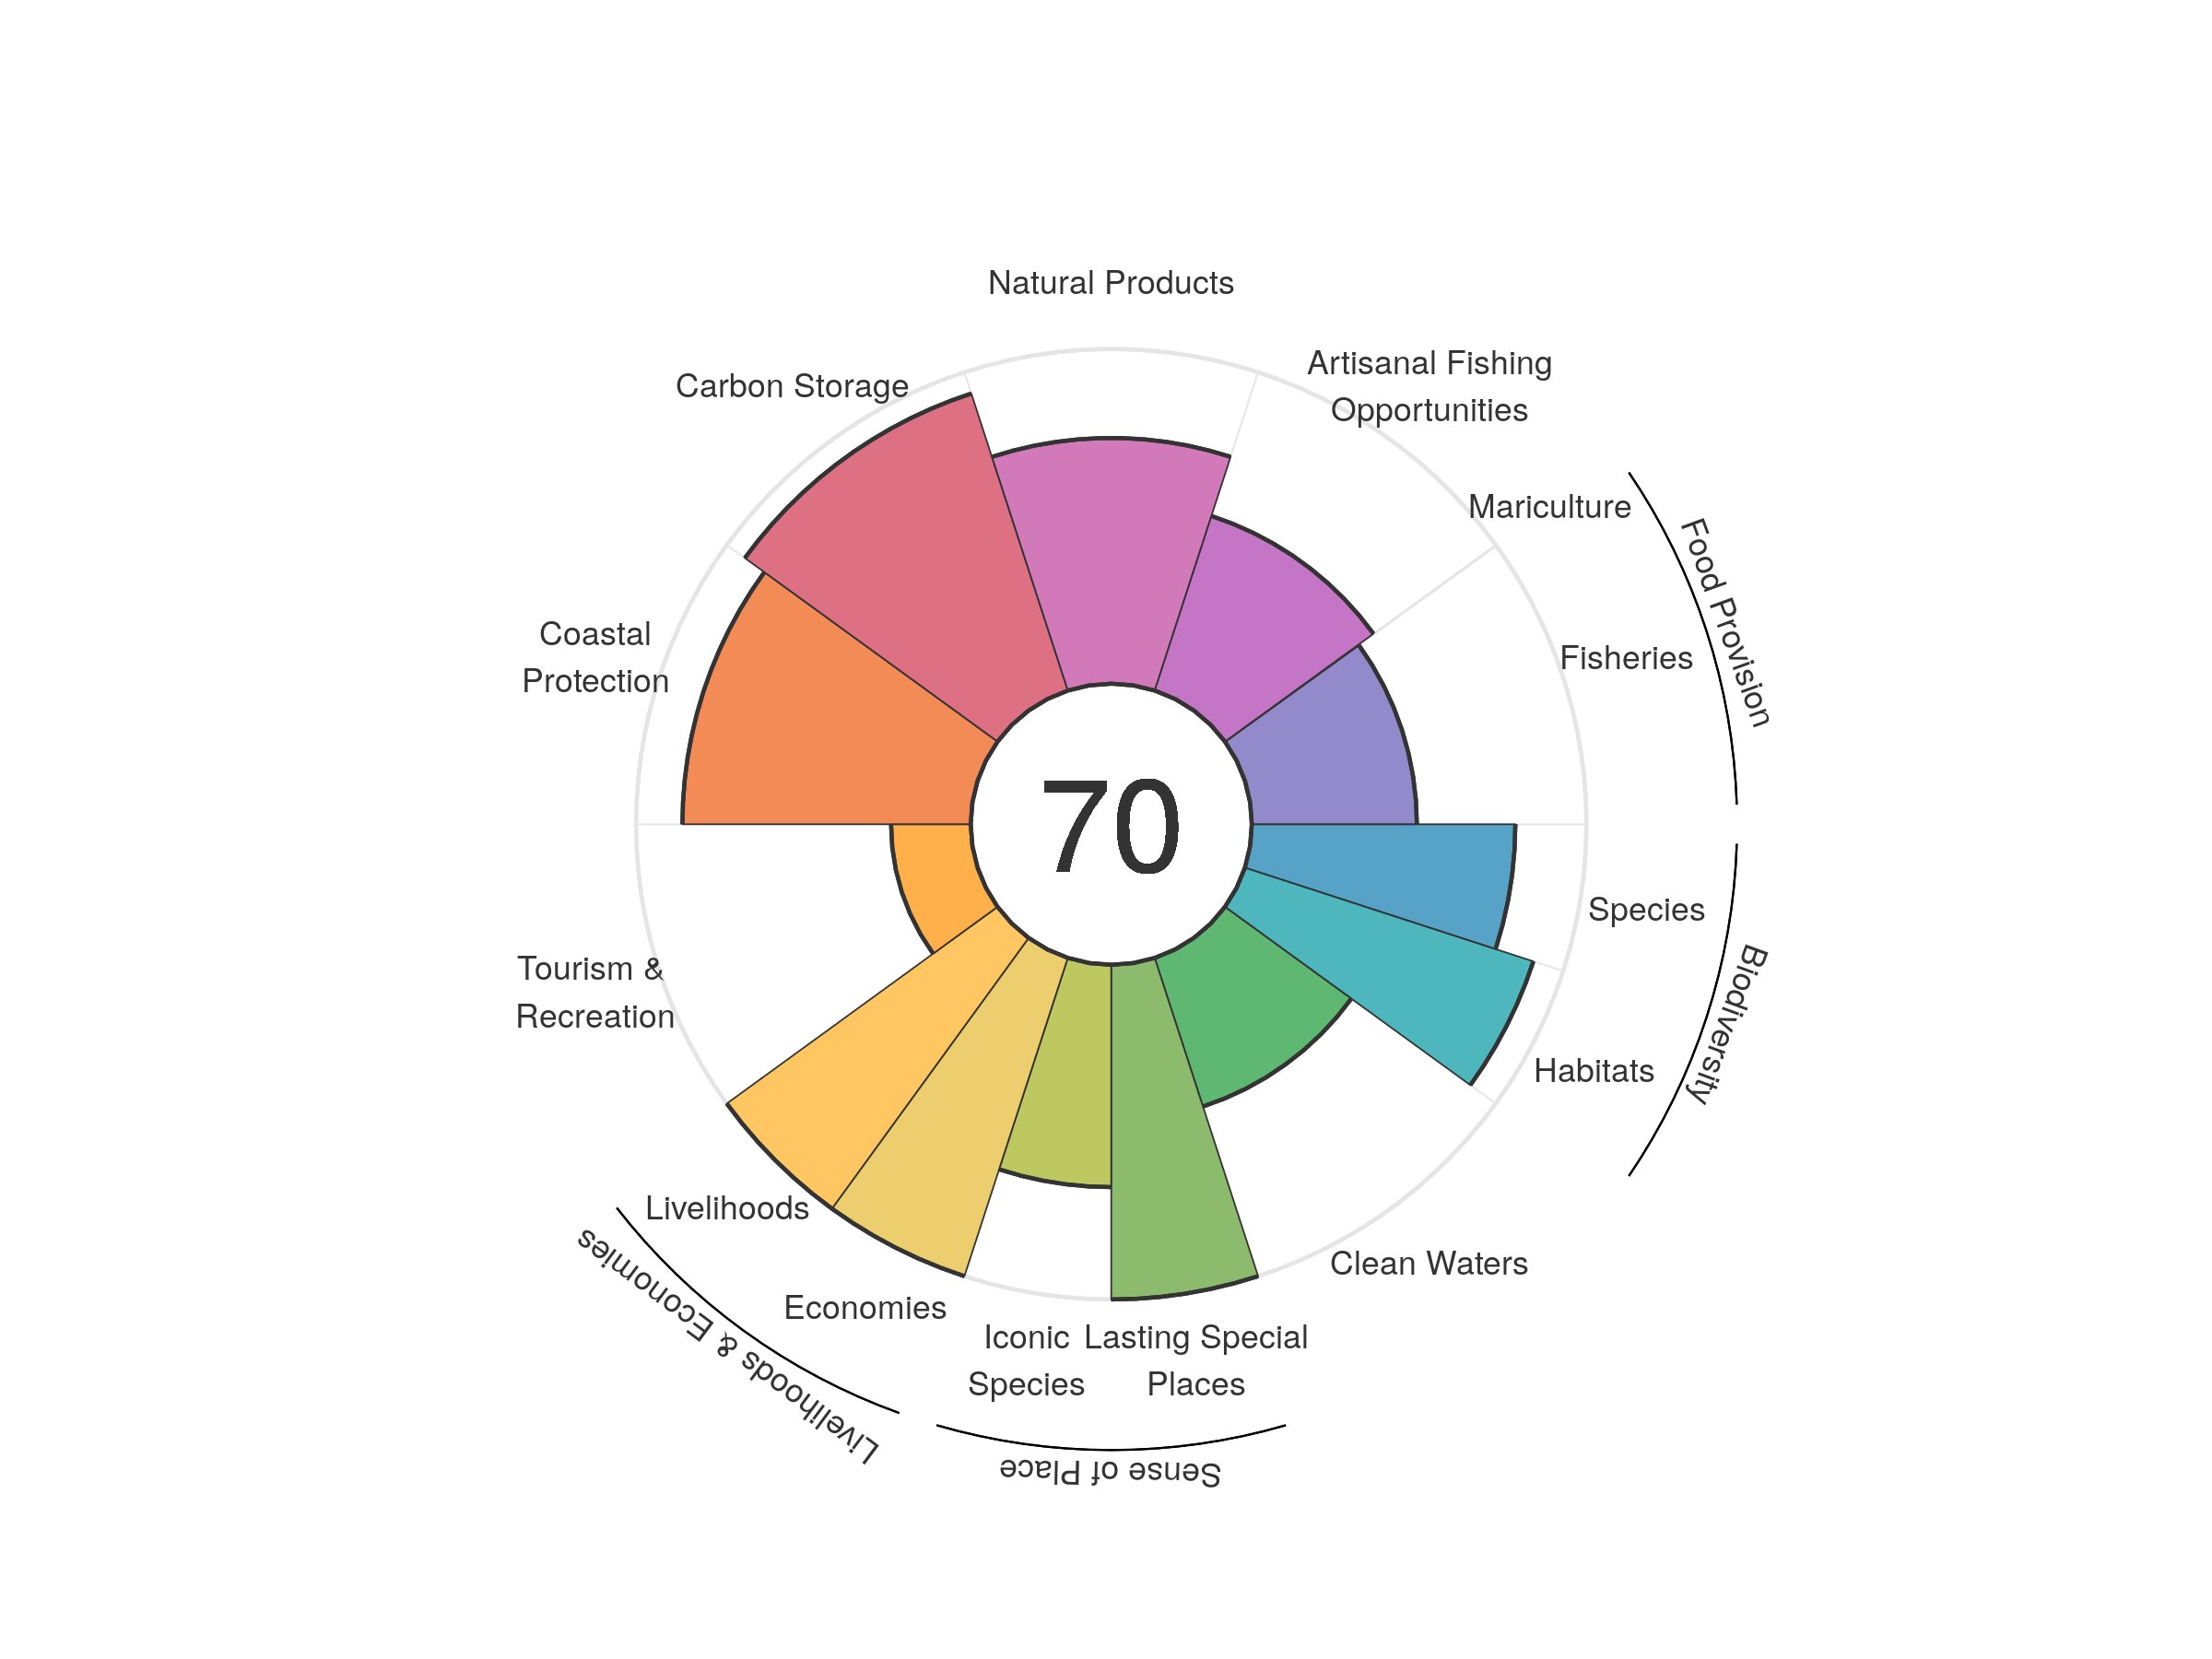 Natural Products
Carbon Storage
Artisanal Fishing
Opportunities
Mariculture
Food Provision
Fisheries
Coastal
Protection
70
Species
Biodiversity
Habitats
Tourism &
Recreation
Livelihoods
Livelihoods & Economies
Economies
Clean Waters
Iconic
Species
Lasting Special
Places
Sense of Place